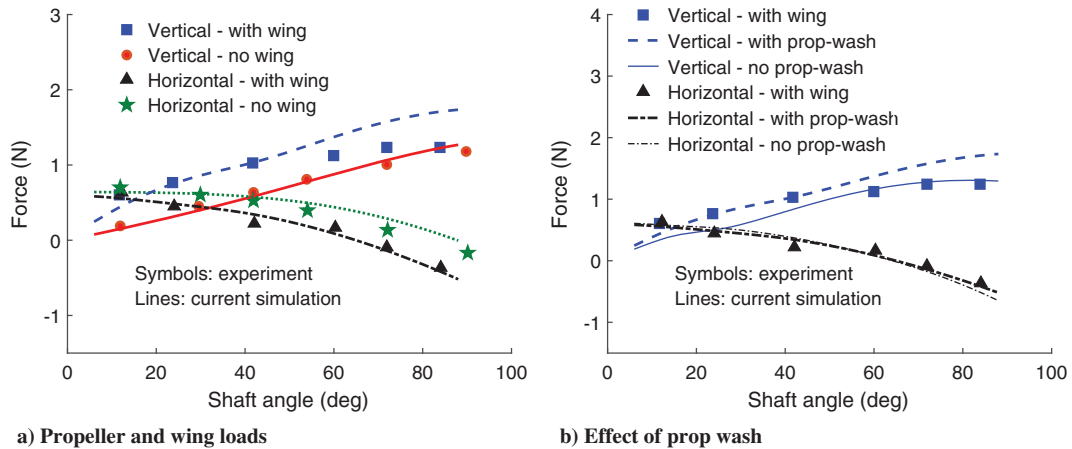 3
2
1
0
-1
Force (N)
Vertical - with wing
Vertical - no wing
Horizontal - with wing
Horizontal - no wing
Symbols: experiment
Lines: current simulation
0 20 40 60 80 100
Shaft angle (deg)
a) Propeller and wing loads
4
3
2
1
0
-1
Force (N)
Vertical - with wing
Vertical - with prop-wash
Vertical - no prop-wash
Horizontal - with wing
Horizontal - with prop-wash
Horizontal - no prop-wash
Symbols: experiment
Lines: current simulation
0 20 40 60 80 100
Shaft angle (deg)
b) Effect of prop wash